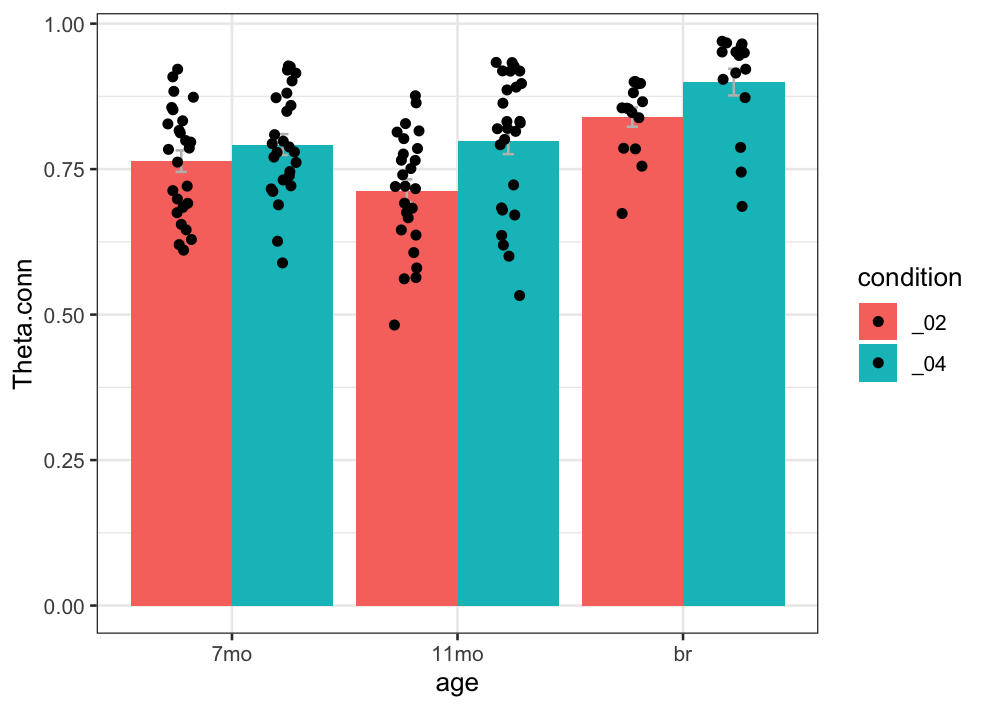 1.00
0.75
0.50
0.25
0.00
Theta.conn
7mo
11mo
br
age
condition
_02
_04